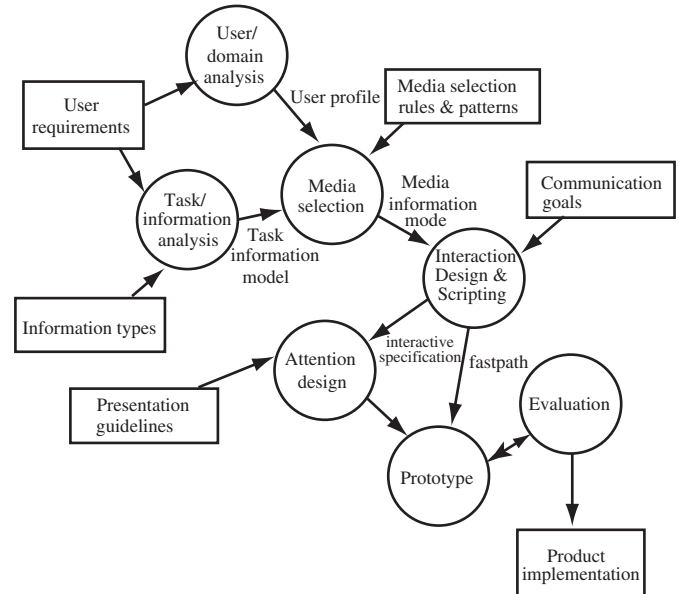 User/
domain
analysis
User
requirements
User profile
Media selection
rules & patterns
Task/
information
analysis
Media
selection
Media
information
mode
Communication
goals
Task
information
model
Interaction
Design &
Scripting
Information types
interactive
specification
fastpath
Attention
design
Presentation
guidelines
Evaluation
Prototype
Product
implementation